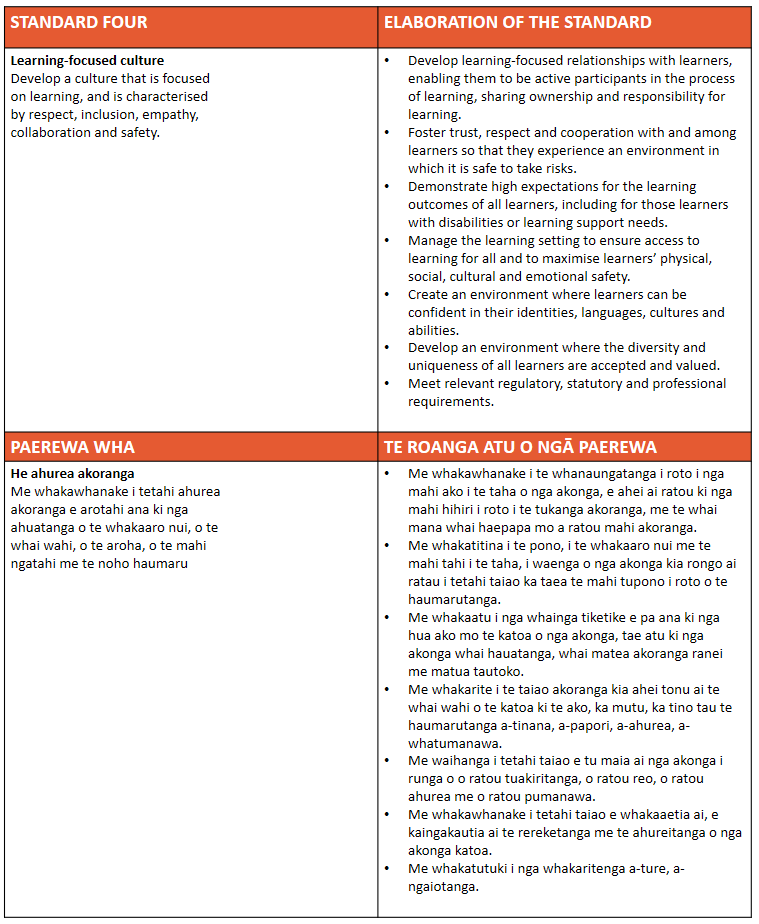 STANDARD FOUR
ELABORATION OF THE STANDARD
Learning-focused culture
Develop a culture that is focused
on learning, and is characterised
by respect, inclusion, empathy,
collaboration and safety.
• Develop learning-focused relationships with learners,
enabling them to be active participants in the process
of learning, sharing ownership and responsibility for
learning.
• Foster trust, respect and cooperation with and among
learners so that they experience an environment in
which it is safe to take risks.
• Demonstrate high expectations for the learning
outcomes of all learners, including for those learners
with disabilities or learning support needs.
• Manage the learning setting to ensure access to
learning for all and to maximise learners’ physical,
social, cultural and emotional safety.
• Create an environment where learners can be
confident in their identities, languages, cultures and
abilities.
• Develop an environment where the diversity and
uniqueness of all learners are accepted and valued.
• Meet relevant regulatory, statutory and professional
requirements.
PAEREWA WHA
TE ROANGA ATU O NGĀ PAEREWA
He ahurea akoranga
Me whakawhanake i tetahi ahurea
akoranga e arotahi ana ki nga
ahuatanga o te whakaaro nui, o te
whai wahi, o te aroha, o te mahi
ngatahi me te noho haumaru
• Me whakawhanake i te whanaungatanga i roto i nga
mahi ako i te taha o nga akonga, e ahei ai ratou ki nga
mahi hihiri i roto i te tukanga akoranga, me te whai
mana whai haepapa mo a ratou mahi akoranga.
• Me whakatitina i te pono, i te whakaaro nui me te
mahi tahi i te taha, i waenga o nga akonga kia rongo ai
ratau i tetahi taiao ka taea te mahi tupono i roto o te
haumarutanga.
• Me whakaatu i nga whainga tiketike e pa ana ki nga
hua ako mo te katoa o nga akonga, tae atu ki nga
akonga whai hauatanga, whai matea akoranga ranei
me matua tautoko.
• Me whakarite i te taiao akoranga kia ahei tonu ai te
whai wahi o te katoa ki te ako, ka mutu, ka tino tau te
haumarutanga a-tinana, a-papori, a-ahurea, a-
whatumanawa.
• Me waihanga i tetahi taiao e tu maia ai nga akonga i
runga o o ratou tuakiritanga, o ratou reo, o ratou
ahurea me o ratou pumanawa.
• Me whakawhanake i tetahi taiao e whakaaetia ai, e
kaingakautia ai te rereketanga me te ahureitanga o nga
akonga katoa.
• Me whakatutuki i nga whakaritenga a-ture, a-
ngaiotanga.